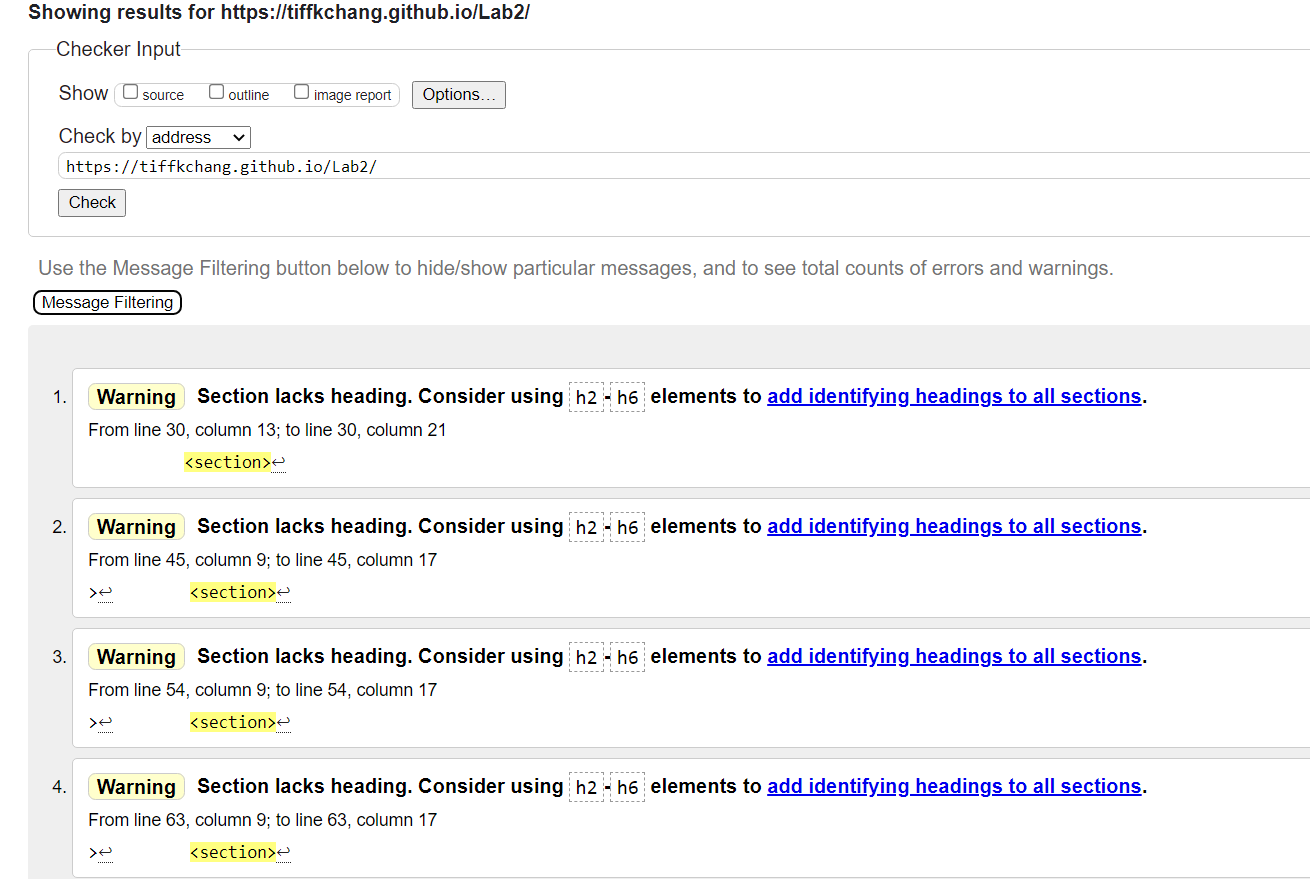 Showing results for https://tiffkchang.github.io/Lab2/
Checker Input
Show source outline image report Options...
Check by address
https://tiffkchang.github.io/Lab2/
Check
Use the Message Filtering button below to hide/show particular messages, and to see total counts of errors and warnings.
Message Filtering
1. Warning Section lacks heading. Consider using h2-h6 elements to add identifying headings to all sections.
From line 30, column 13; to line 30, column 21
<section>↩
2. Warning Section lacks heading. Consider using h2-h6 elements to add identifying headings to all sections.
From line 45, column 9; to line 45, column 17
>↩ <section>↩
3. Warning Section lacks heading. Consider using h2-h6 elements to add identifying headings to all sections.
From line 54, column 9; to line 54, column 17
>↩ <section>↩
4. Warning Section lacks heading. Consider using h2-h6 elements to add identifying headings to all sections.
From line 63, column 9; to line 63, column 17
>↩ <section>↩